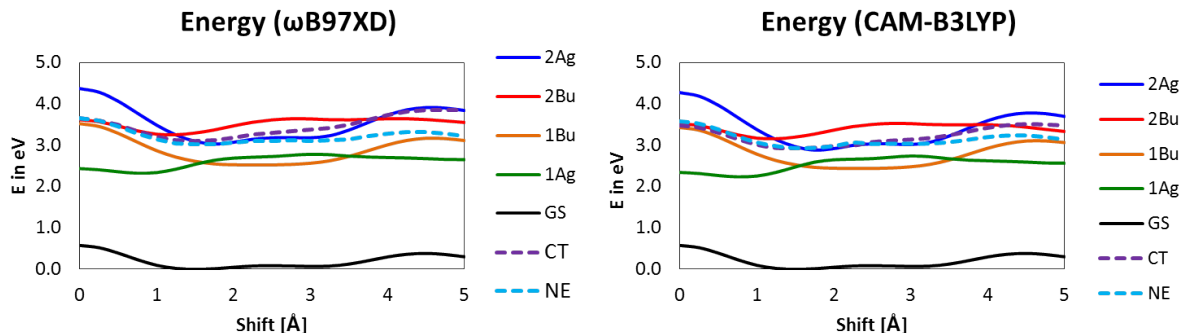 Energy (ωB97XD)
E in eV
5.0
4.0
3.0
2.0
1.0
0.0
0 1 2 3 4 5
Shift [Å]
2Ag
2Bu
1Bu
1Ag
GS
CT
NE
Energy (CAM-B3LYP)
E in eV
5.0
4.0
3.0
2.0
1.0
0.0
0 1 2 3 4 5
Shift [Å]
2Ag
2Bu
1Bu
1Ag
GS
CT
NE